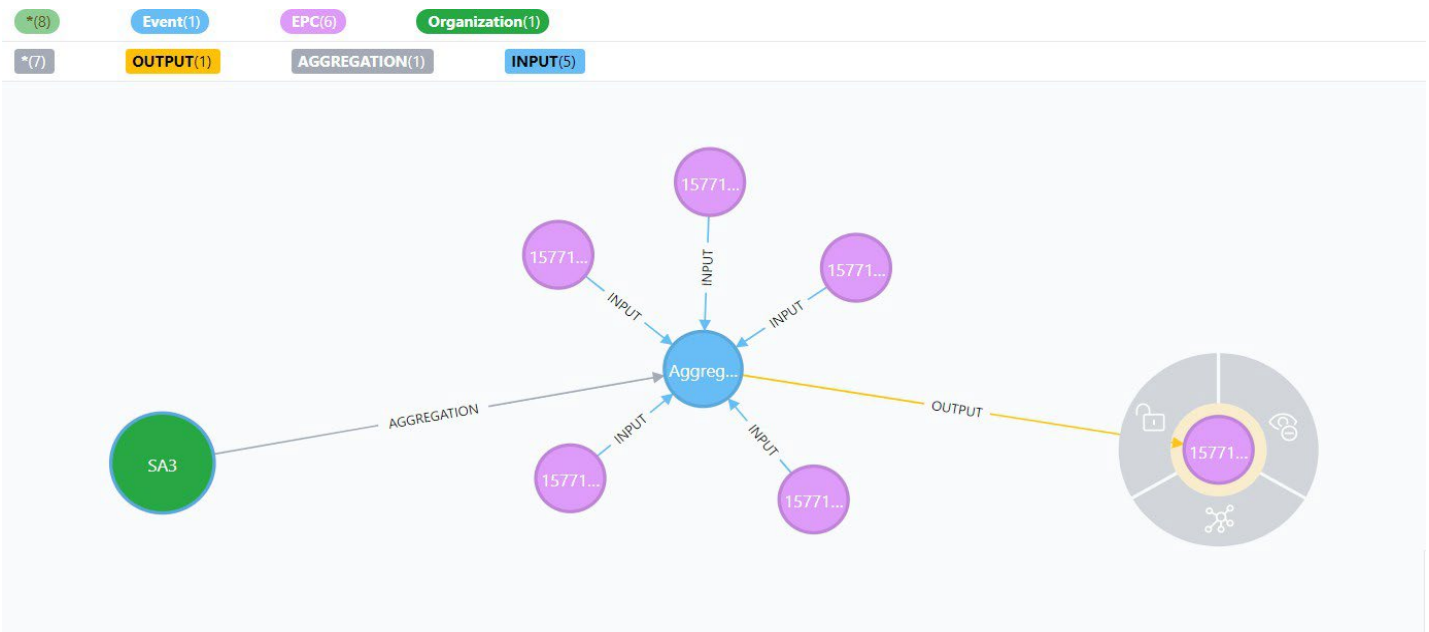 *(8) Event(1) EPC(6) Organization(1)
*(7) OUTPUT(1) AGGREGATION(1) INPUT(5)
15771...
15771...
15771...
INPUT
INPUT
INPUT
Aggreg...
AGGREGATION
OUTPUT
SA3
INPUT
INPUT
15771...
15771...
15771...